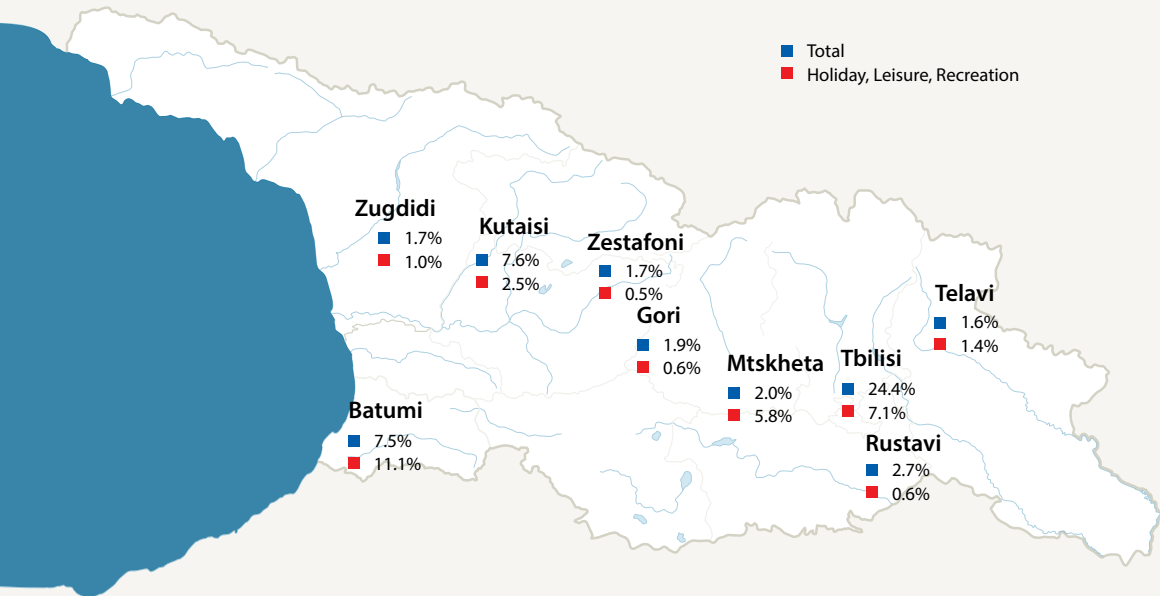 Total
Holiday, Leisure, Recreation
Zugdidi
1.7%
1.0%
Kutaisi
7.6%
2.5%
Zestafoni
1.7%
0.5%
Gori
1.9%
0.6%
Mtskheta
2.0%
5.8%
Tbilisi
24.4%
7.1%
Telavi
1.6%
1.4%
Batumi
7.5%
11.1%
Rustavi
2.7%
0.6%